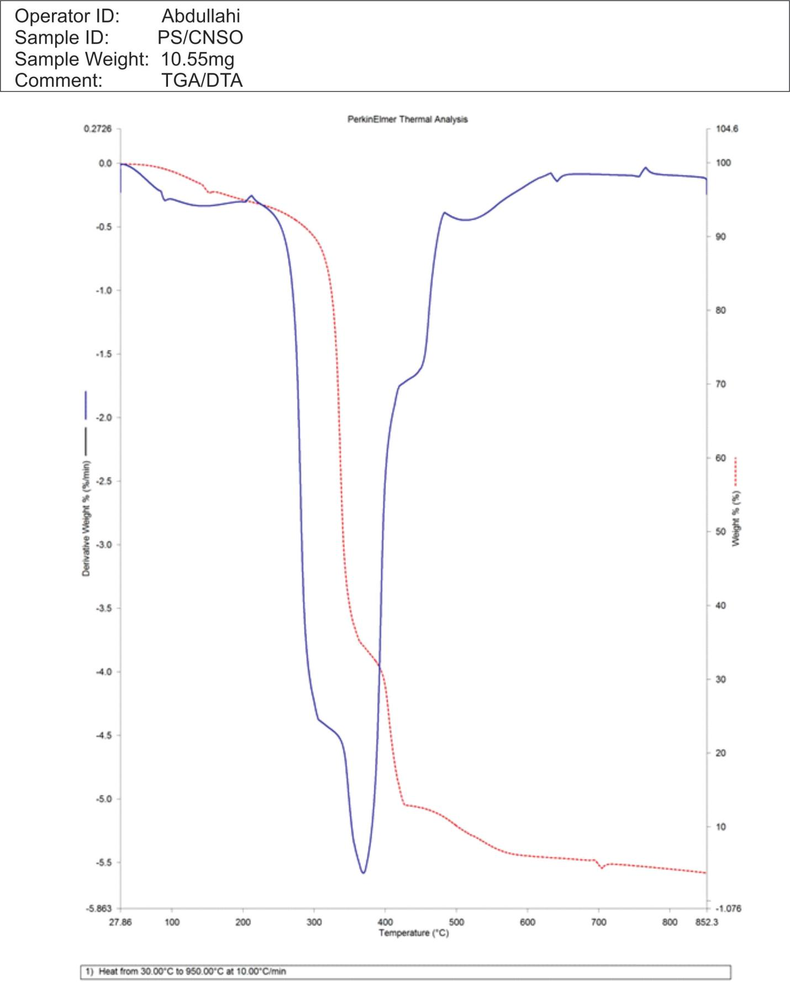 Operator ID: Abdullahi
Sample ID: PS/CNSO
Sample Weight: 10.55mg
Comment: TGA/DTA
PerkinElmer Thermal Analysis
0.2726
0.0
-0.5
-1.0
-1.5
-2.0
-2.5
-3.0
-3.5
-4.0
-4.5
-5.0
-5.5
-5.863
Derivative Weight % (%/min)
104.6
100
90
80
70
60
50
40
30
20
10
-1.076
Weight % (%)
27.86 100 200 300 400 500 600 700 800 852.3
Temperature (°C)
1) Heat from 30.00°C to 950.00°C at 10.00°C/min